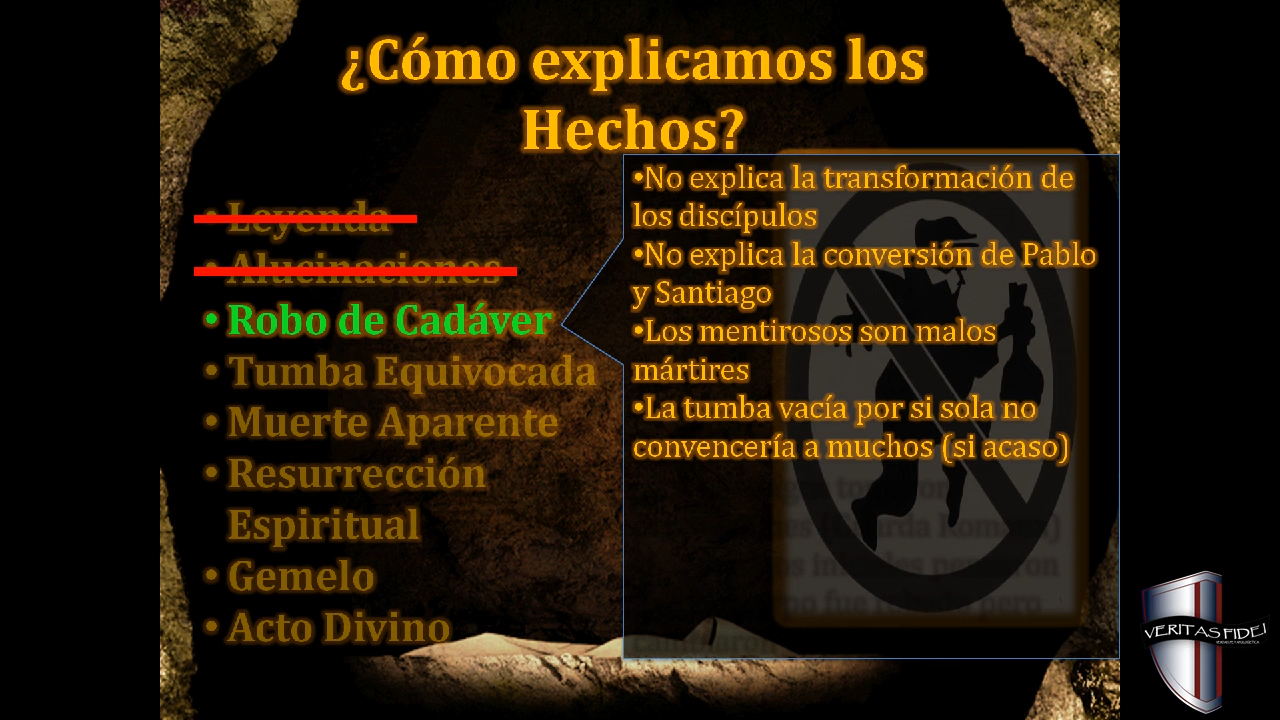 ¿Cómo explicamos los
Hechos?
• Leyenda
• Alucinaciones
• Robo de Cadáver
• Tumba Equivocada
• Muerte Aparente
• Resurrección
Espiritual
• Gemelo
• Acto Divino
•No explica la transformación de
los discípulos
•No explica la conversión de Pablo
y Santiago
•Los mentirosos son malos
mártires
•La tumba vacía por si sola no
convencería a muchos (si acaso)
VERITAS FIDEI